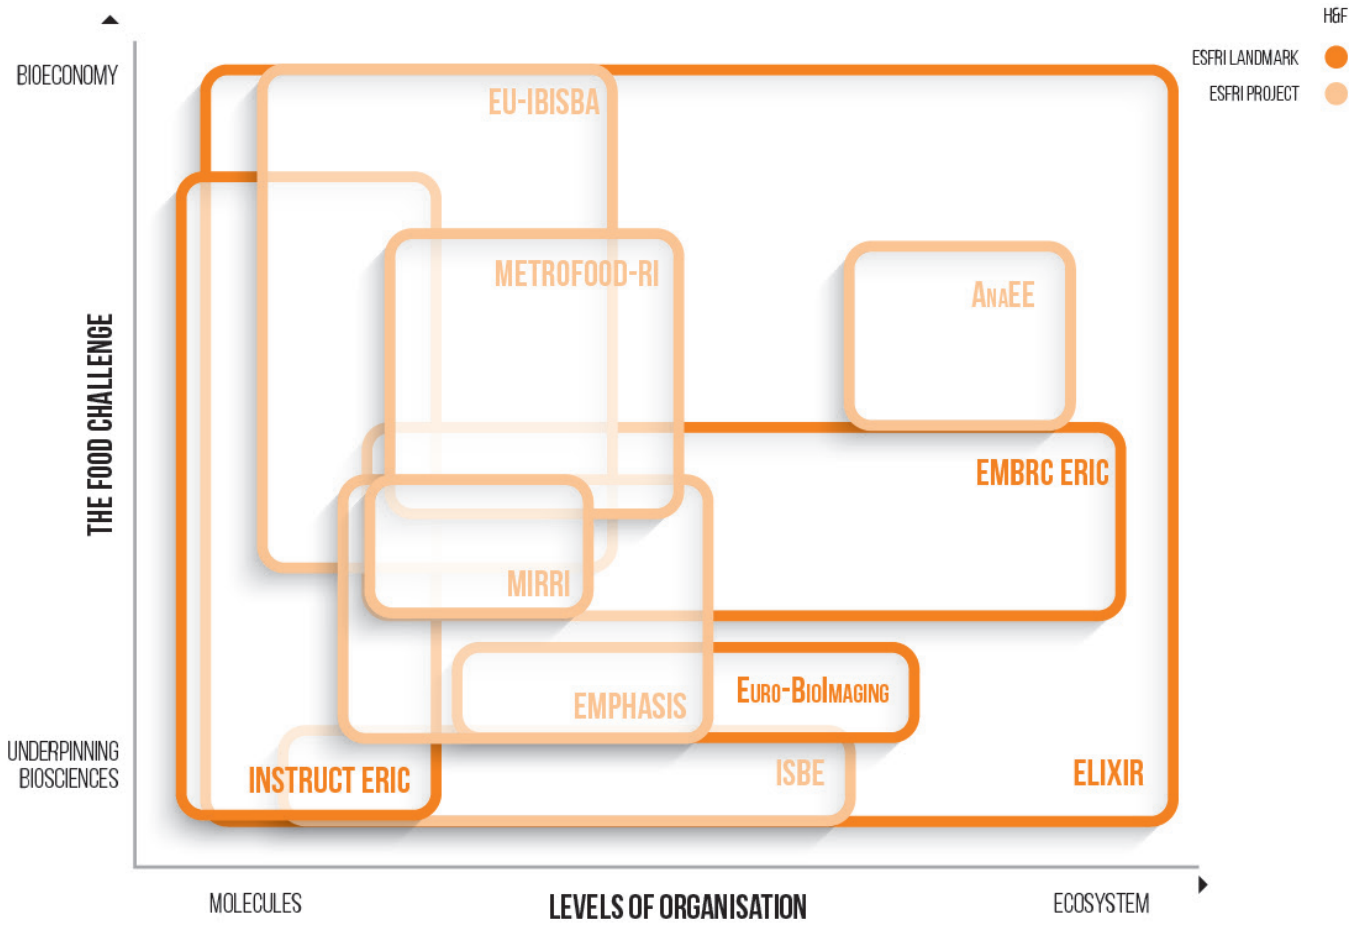 H&F
ESFRI LANDMARK
ESFRI PROJECT
BIOECONOMY
THE FOOD CHALLENGE
UNDERPINNING
BIOSCIENCES
EU-IBISBA
METROFOOD-RI
AnaEE
EMBRC ERIC
MIRRI
Euro-BioImaging
EMPHASIS
INSTRUCT ERIC
ISBE
ELIXIR
MOLECULES
LEVELS OF ORGANISATION
ECOSYSTEM